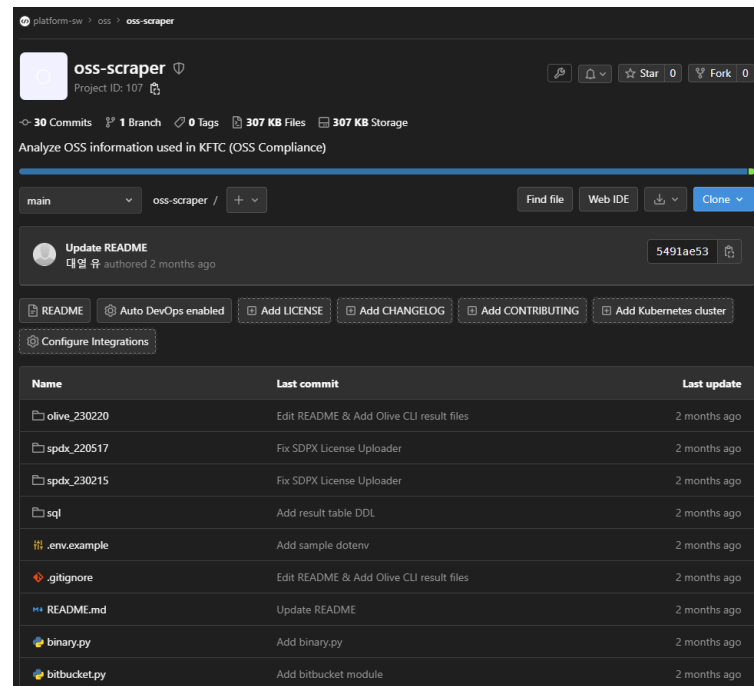 platform-sw > oss > oss-scraper
oss-scraper
Project ID: 107
Star 0 Fork 0
30 Commits 1 Branch 0 Tags 307 KB Files 307 KB Storage
Analyze OSS information used in KFTC (OSS Compliance)
main oss-scraper / + Find file Web IDE Clone
Update README
대열 유 authored 2 months ago
5491ae53
README Auto DevOps enabled Add LICENSE Add CHANGELOG Add CONTRIBUTING Add Kubernetes cluster
Configure Integrations
Name Last commit Last update
olive_230220 Edit README & Add Olive CLI result files 2 months ago
spdx_220517 Fix SDPX License Uploader 2 months ago
spdx_230215 Fix SDPX License Uploader 2 months ago
sql Add result table DDL 2 months ago
.env.example Add sample dotenv 2 months ago
.gitignore Edit README & Add Olive CLI result files 2 months ago
README.md Update README 2 months ago
binary.py Add binary.py 2 months ago
bitbucket.py Add bitbucket module 2 months ago